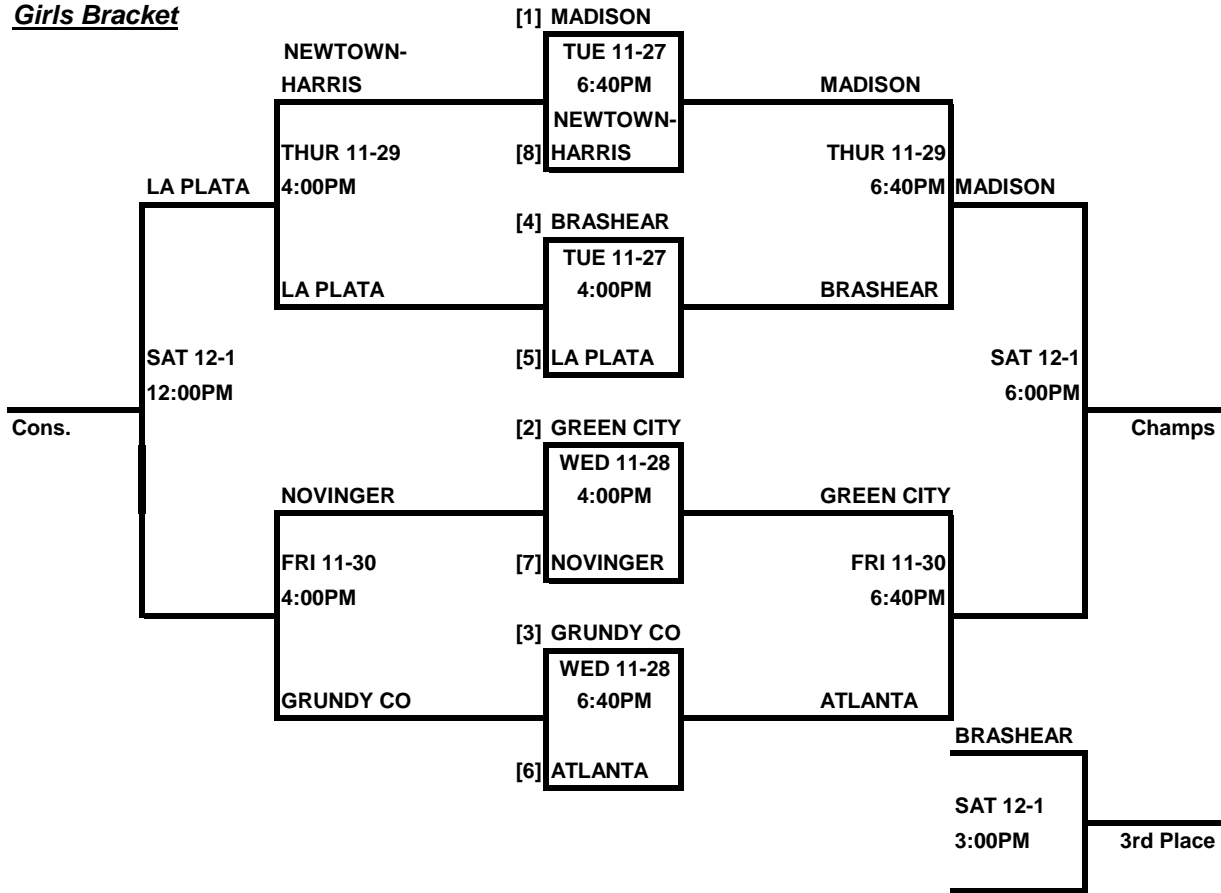 Girls Bracket
[1] MADISON
NEWTOWN-
HARRIS
TUE 11-27
6:40PM
MADISON
NEWTOWN-
[8] HARRIS
THUR 11-29
4:00PM
THUR 11-29
6:40PM
LA PLATA
MADISON
[4] BRASHEAR
TUE 11-27
4:00PM
LA PLATA
BRASHEAR
[5] LA PLATA
SAT 12-1
12:00PM
SAT 12-1
6:00PM
Cons.
Champs
[2] GREEN CITY
WED 11-28
4:00PM
NOVINGER
GREEN CITY
[7] NOVINGER
FRI 11-30
4:00PM
FRI 11-30
6:40PM
[3] GRUNDY CO
WED 11-28
6:40PM
GRUNDY CO
ATLANTA
[6] ATLANTA
BRASHEAR
SAT 12-1
3:00PM
3rd Place